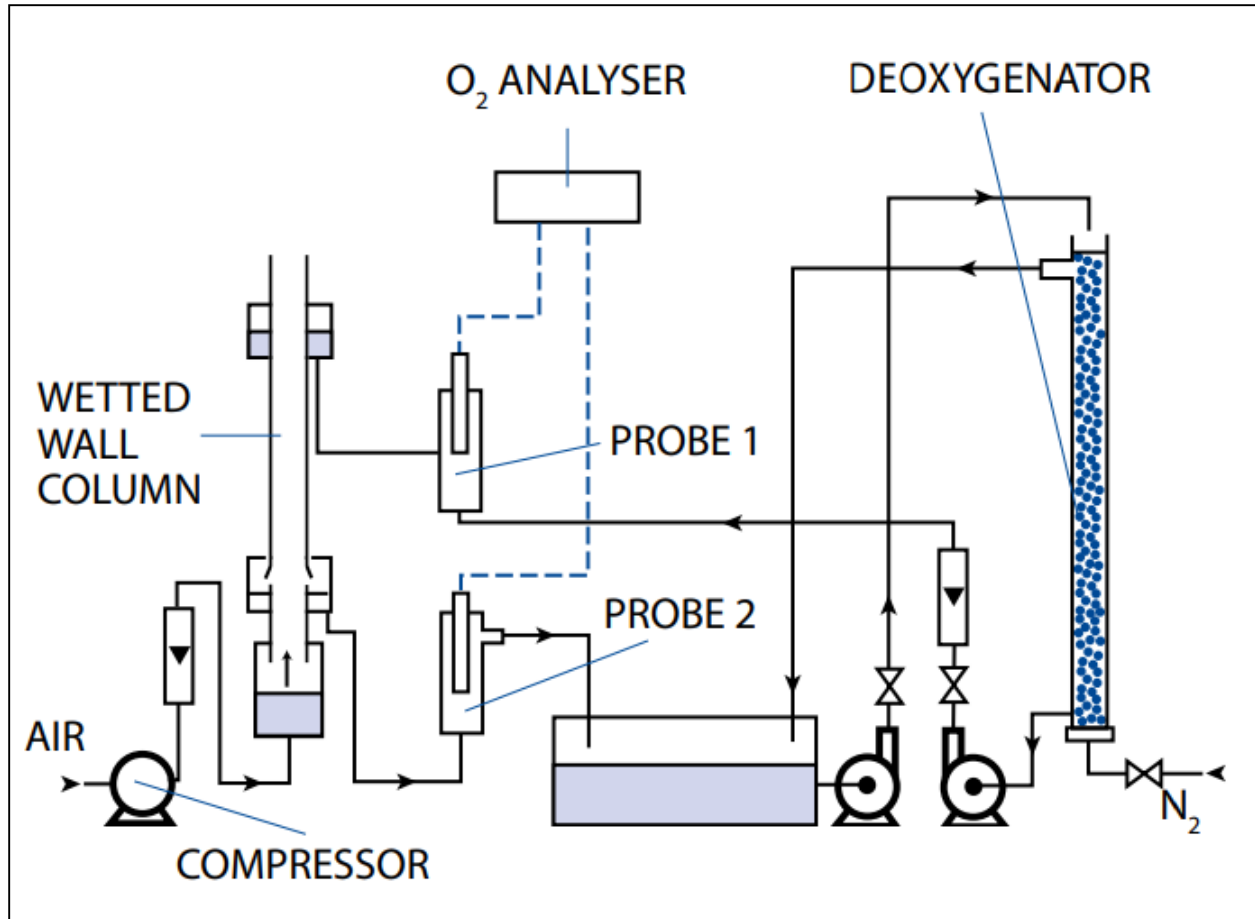 O₂ ANALYSER
DEOXYGENATOR
WETTED
WALL
COLUMN
PROBE 1
PROBE 2
AIR
N₂
COMPRESSOR